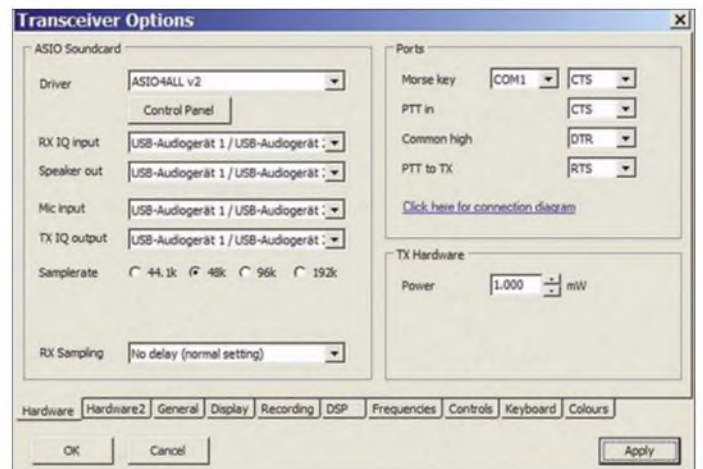 Transceiver Options
ASIO Soundcard
Driver
ASIO4ALL v2
Control Panel
RX IQ input
USB-Audiogerät 1 / USB-Audiogerät
Speaker out
USB-Audiogerät 1 / USB-Audiogerät
Mic input
USB-Audiogerät 1 / USB-Audiogerät
TX IQ output
USB-Audiogerät 1 / USB-Audiogerät
Samplerate
44.1k 48k 96k 192k
RX Sampling
No delay (normal setting)
Ports
Morse key COM1 CTS
PTT in CTS
Common high DTR
PTT to TX RTS
Click here for connection diagram
TX Hardware
Power 1.000 mW
Hardware Hardware2 General Display Recording DSP Frequencies Controls Keyboard Colours
OK Cancel Apply